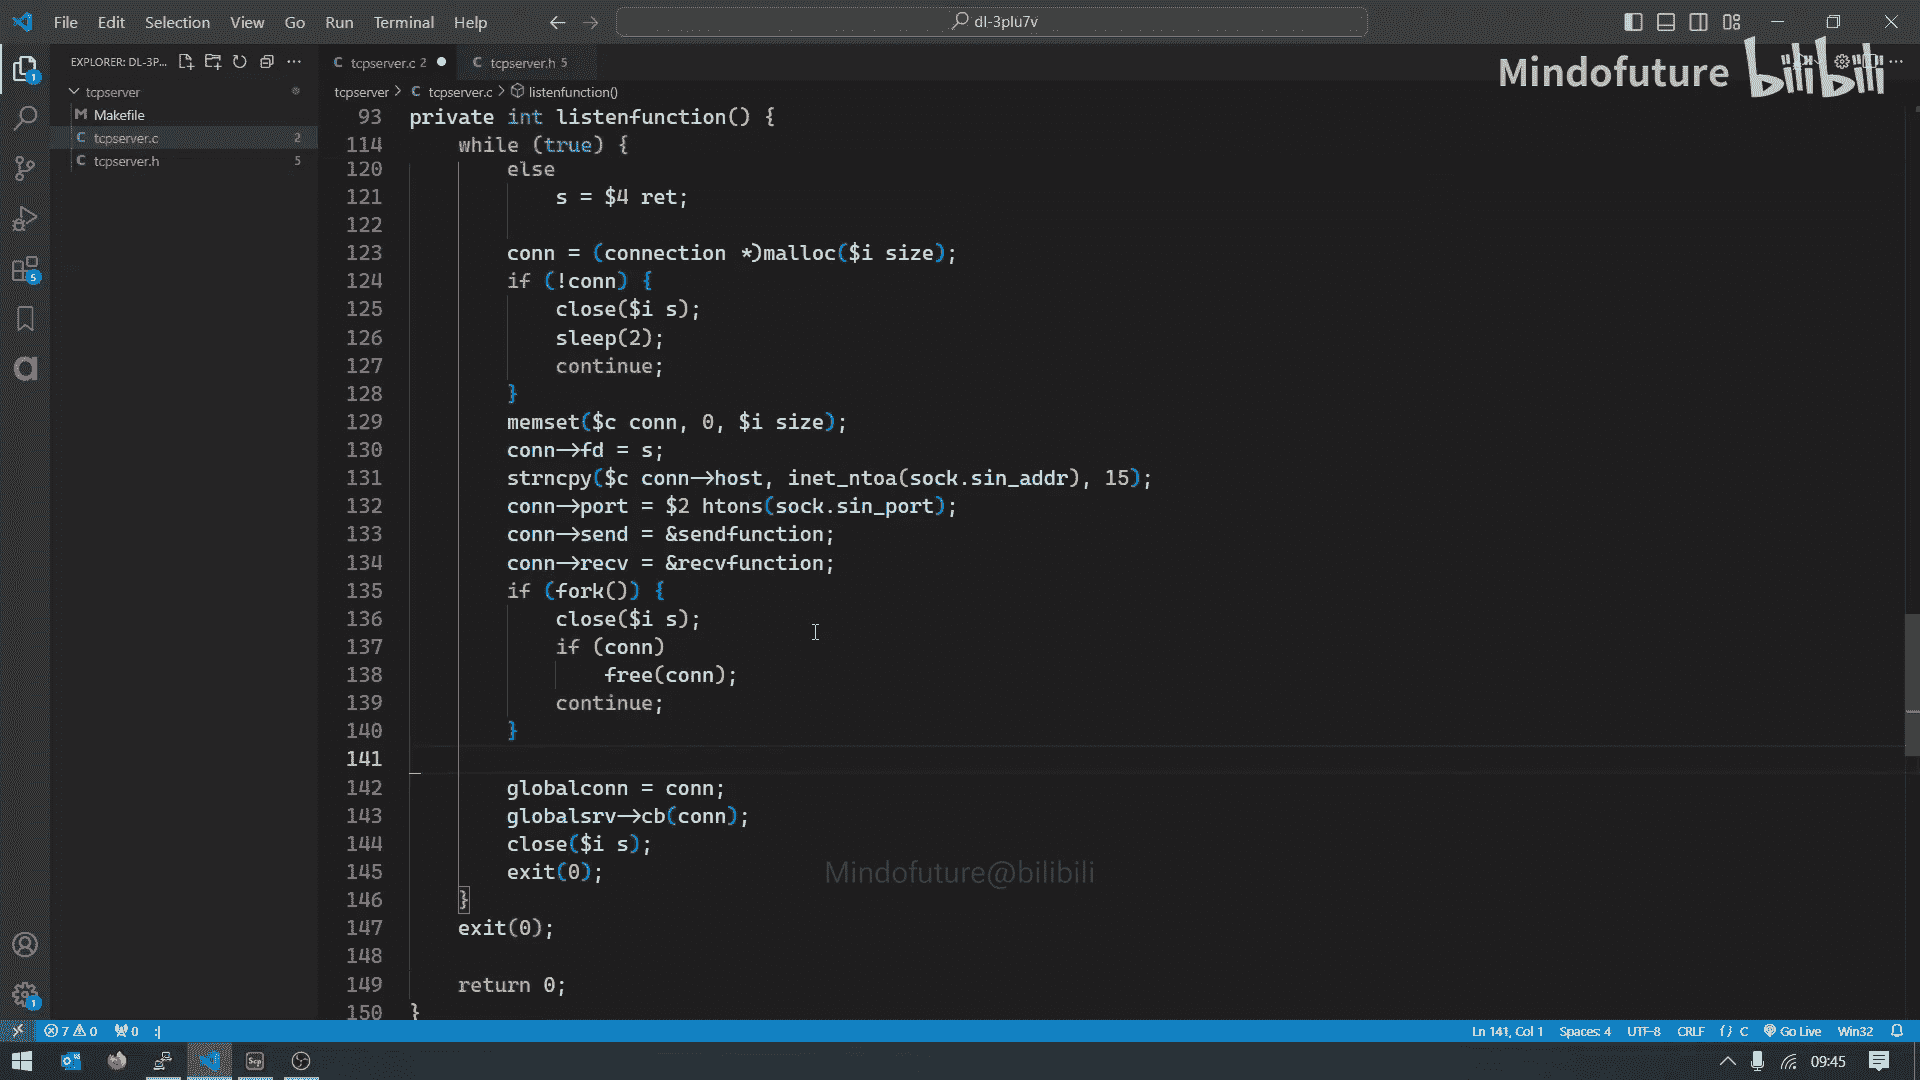 File Edit Selection View Go Run Terminal Help
dl-3plu7v
EXPLORER: DL-3P...
tcpserver.c 2
tcpserver.h 5
Mindofuture bilibili
tcpserver
tcpserver > C tcpserver.c > listenfunction()
M Makefile
C tcpserver.c 2
C tcpserver.h 5
93 private int listenfunction() {
114 while (true) {
120 else
121 s = $4 ret;
122
123 conn = (connection *)malloc($i size);
124 if (!conn) {
125 close($i s);
126 sleep(2);
127 continue;
128 }
129 memset($c conn, 0, $i size);
130 conn->fd = s;
131 strncpy($c conn->host, inet_ntoa(sock.sin_addr), 15);
132 conn->port = $2 htons(sock.sin_port);
133 conn->send = &sendfunction;
134 conn->recv = &recvfunction;
135 if (fork()) {
136 close($i s);
137 if (conn)
138 free(conn);
139 continue;
140 }
141
142 globalconn = conn;
143 globalsrv->cb(conn);
144 close($i s);
145 exit(0);
146 }
147 exit(0);
148
149 return 0;
150 }
Mindofuture@bilibili
7 0 0 :| Ln 141, Col 1 Spaces: 4 UTF-8 CRLF {} C Go Live Win32
09:45